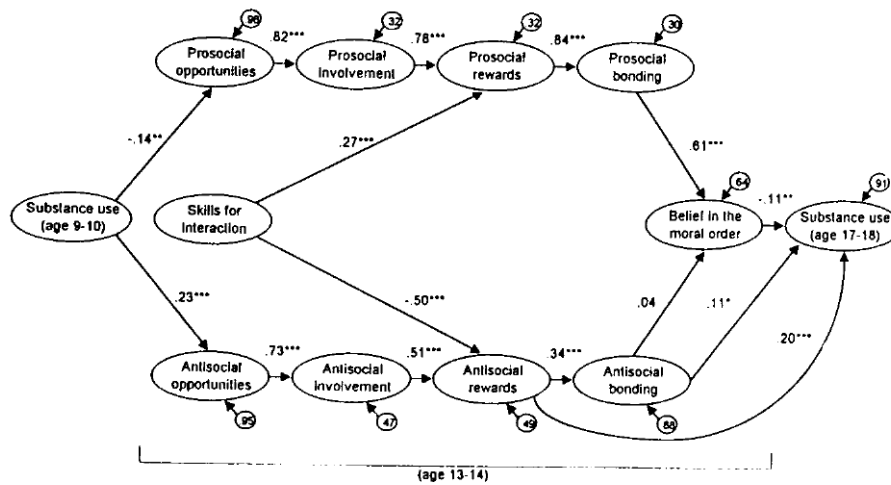 .98
.32
.32
.30
.82***
.78***
.84***
Prosocial
opportunities
Prosocial
Involvement
Prosocial
rewards
Prosocial
bonding
-.14**
.27***
.61***
.64
-.11**
.91
Substance use
(age 9-10)
Skills for
Interaction
Belief in the
moral order
Substance use
(age 17-18)
.23***
-.50***
.04
.11*
.20***
.73***
.51***
.34***
Antisocial
opportunities
Antisocial
involvement
Antisocial
rewards
Antisocial
bonding
.95
.47
.49
.88
(age 13-14)